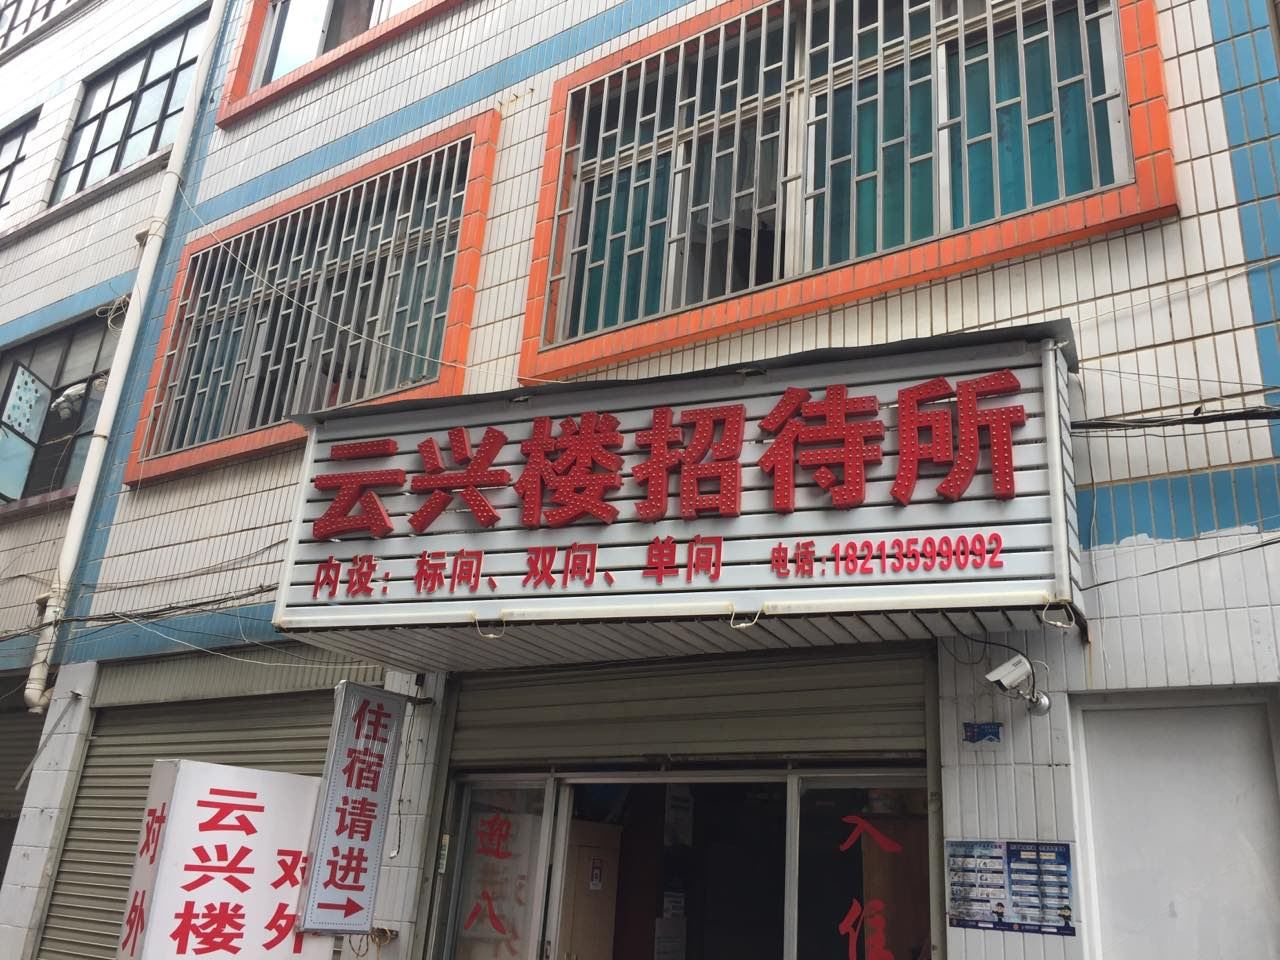 云兴楼招待所
内设：标间、双间、单间 电话:18213599092
住宿请进→
对外
云兴楼
对外
迎
入住